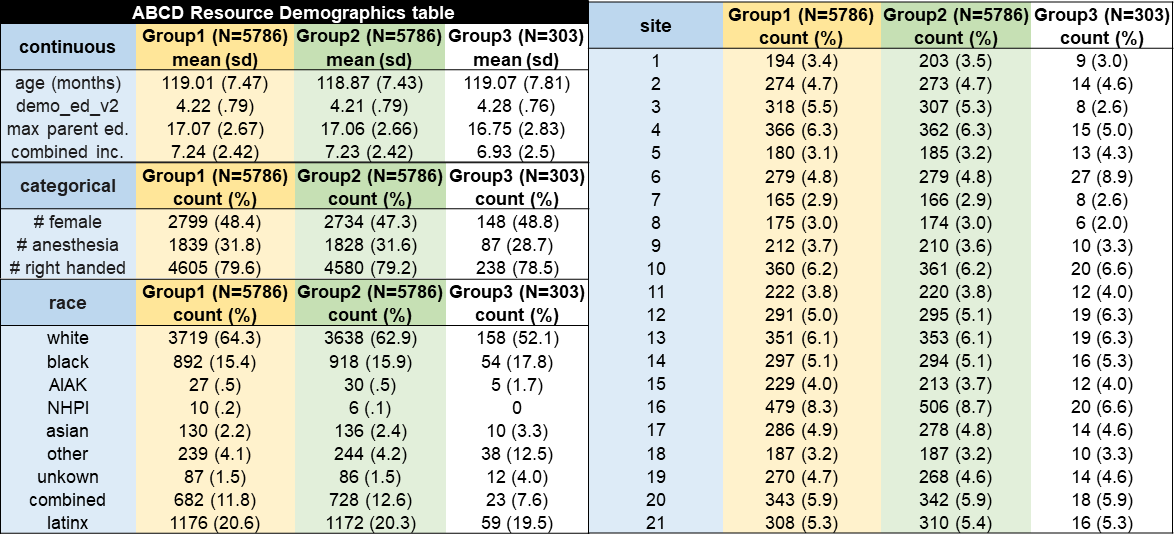 ABCD Resource Demographics table
continuous Group1 (N=5786) mean (sd) Group2 (N=5786) mean (sd) Group3 (N=303) mean (sd)
age (months) 119.01 (7.47) 118.87 (7.43) 119.07 (7.81)
demo_ed_v2 4.22 (.79) 4.21 (.79) 4.28 (.76)
max parent ed. 17.07 (2.67) 17.06 (2.66) 16.75 (2.83)
combined inc. 7.24 (2.42) 7.23 (2.42) 6.93 (2.5)
categorical Group1 (N=5786) count (%) Group2 (N=5786) count (%) Group3 (N=303) count (%)
# female 2799 (48.4) 2734 (47.3) 148 (48.8)
# anesthesia 1839 (31.8) 1828 (31.6) 87 (28.7)
# right handed 4605 (79.6) 4580 (79.2) 238 (78.5)
race Group1 (N=5786) count (%) Group2 (N=5786) count (%) Group3 (N=303) count (%)
white 3719 (64.3) 3638 (62.9) 158 (52.1)
black 892 (15.4) 918 (15.9) 54 (17.8)
AIAK 27 (.5) 30 (.5) 5 (1.7)
NHPI 10 (.2) 6 (.1) 0
asian 130 (2.2) 136 (2.4) 10 (3.3)
other 239 (4.1) 244 (4.2) 38 (12.5)
unkown 87 (1.5) 86 (1.5) 12 (4.0)
combined 682 (11.8) 728 (12.6) 23 (7.6)
latinx 1176 (20.6) 1172 (20.3) 59 (19.5)
site Group1 (N=5786) count (%) Group2 (N=5786) count (%) Group3 (N=303) count (%)
1 194 (3.4) 203 (3.5) 9 (3.0)
2 274 (4.7) 273 (4.7) 14 (4.6)
3 318 (5.5) 307 (5.3) 8 (2.6)
4 366 (6.3) 362 (6.3) 15 (5.0)
5 180 (3.1) 185 (3.2) 13 (4.3)
6 279 (4.8) 279 (4.8) 27 (8.9)
7 165 (2.9) 166 (2.9) 8 (2.6)
8 175 (3.0) 174 (3.0) 6 (2.0)
9 212 (3.7) 210 (3.6) 10 (3.3)
10 360 (6.2) 361 (6.2) 20 (6.6)
11 222 (3.8) 220 (3.8) 12 (4.0)
12 291 (5.0) 295 (5.1) 19 (6.3)
13 351 (6.1) 353 (6.1) 19 (6.3)
14 297 (5.1) 294 (5.1) 16 (5.3)
15 229 (4.0) 213 (3.7) 12 (4.0)
16 479 (8.3) 506 (8.7) 20 (6.6)
17 286 (4.9) 278 (4.8) 14 (4.6)
18 187 (3.2) 187 (3.2) 10 (3.3)
19 270 (4.7) 268 (4.6) 14 (4.6)
20 343 (5.9) 342 (5.9) 18 (5.9)
21 308 (5.3) 310 (5.4) 16 (5.3)